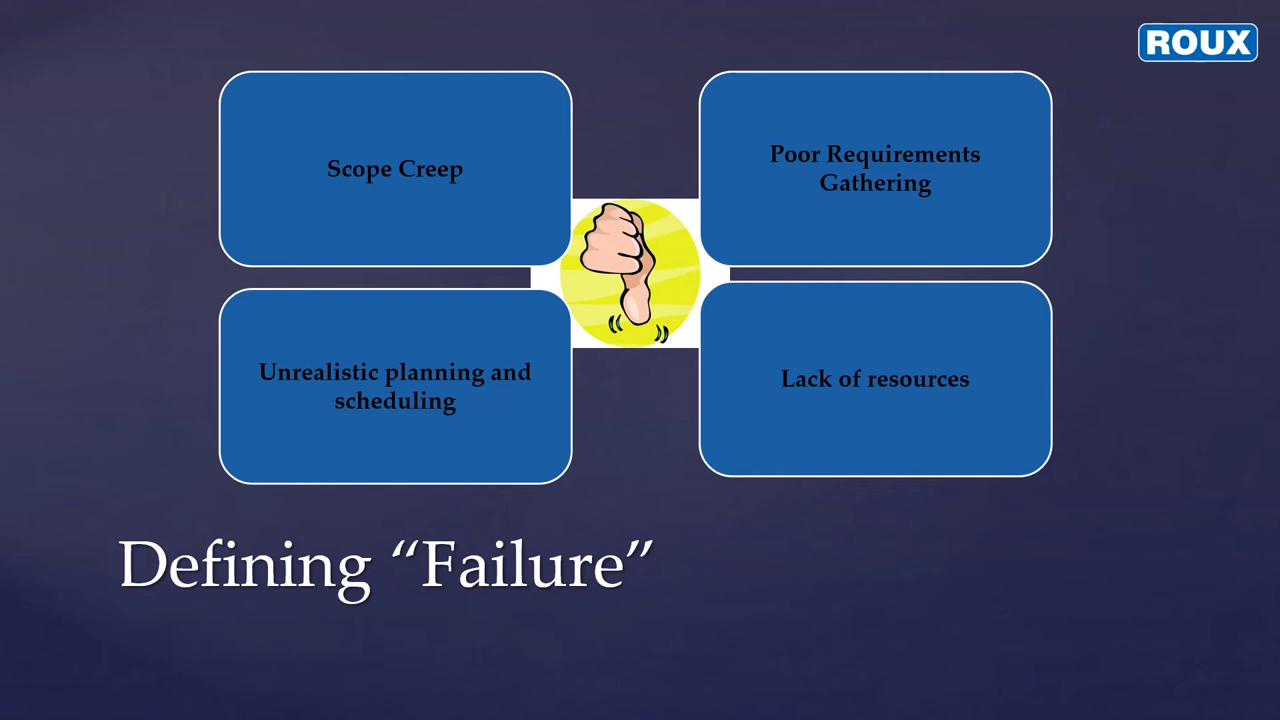 ROUX
Scope Creep
Poor Requirements
Gathering
Unrealistic planning and
scheduling
Lack of resources
Defining “Failure”